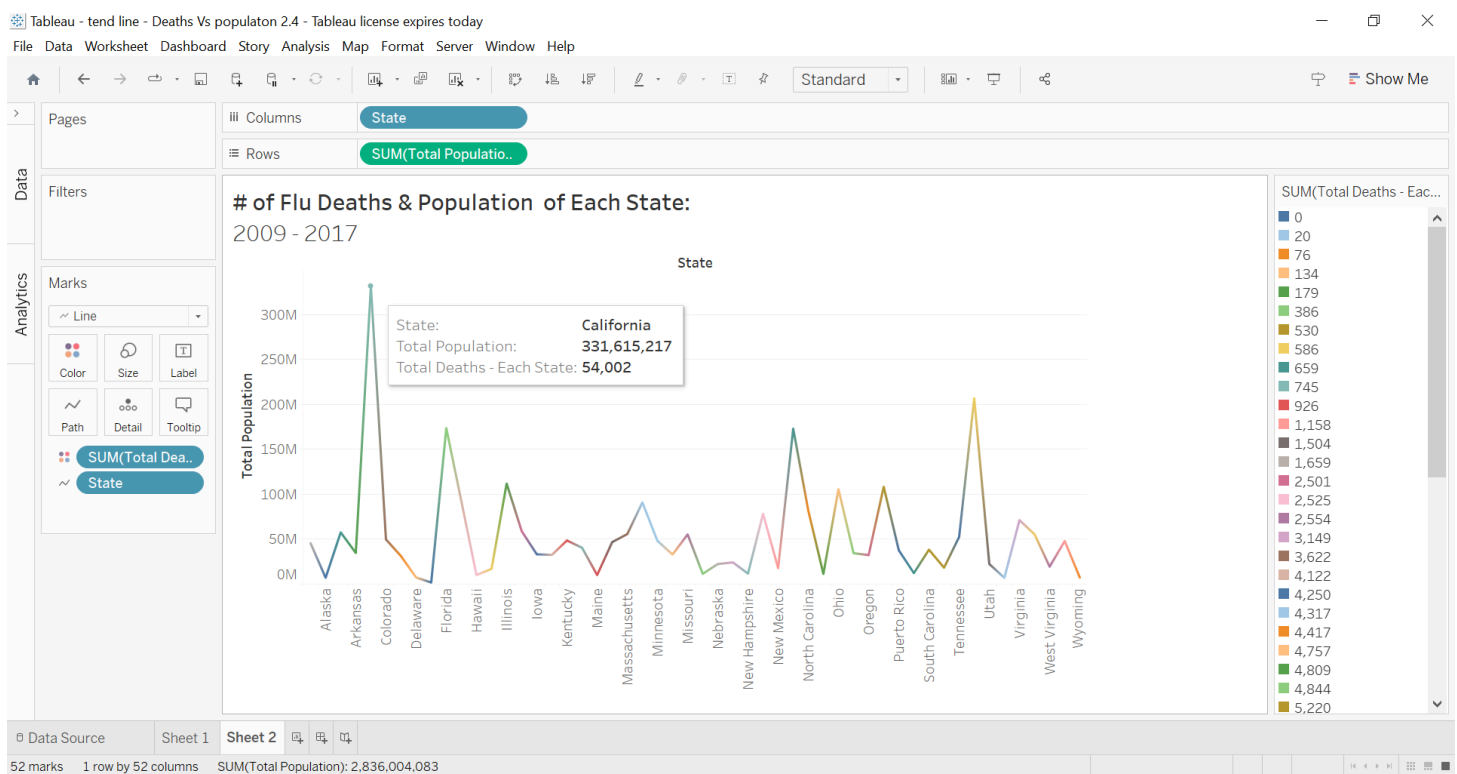 Tableau - tend line - Deaths Vs populaton 2.4 - Tableau license expires today
File Data Worksheet Dashboard Story Analysis Map Format Server Window Help
Standard
Show Me
Data
Analytics
Pages
Filters
Marks
Line
Color Size Label
Path Detail Tooltip
SUM(Total Dea..
State
Columns
State
Rows
SUM(Total Populatio..
# of Flu Deaths & Population of Each State:
2009 - 2017
State
Total Population
300M
250M
200M
150M
100M
50M
0M
State: California
Total Population: 331,615,217
Total Deaths - Each State: 54,002
Alaska
Arkansas
Colorado
Delaware
Florida
Hawaii
Illinois
Iowa
Kentucky
Maine
Massachusetts
Minnesota
Missouri
Nebraska
New Hampshire
New Mexico
North Carolina
Ohio
Oregon
Puerto Rico
South Carolina
Tennessee
Utah
Virginia
West Virginia
Wyoming
SUM(Total Deaths - Eac...
0
20
76
134
179
386
530
586
659
745
926
1,158
1,504
1,659
2,501
2,525
2,554
3,149
3,622
4,122
4,250
4,317
4,417
4,757
4,809
4,844
5,220
Data Source Sheet 1 Sheet 2
52 marks 1 row by 52 columns SUM(Total Population): 2,836,004,083